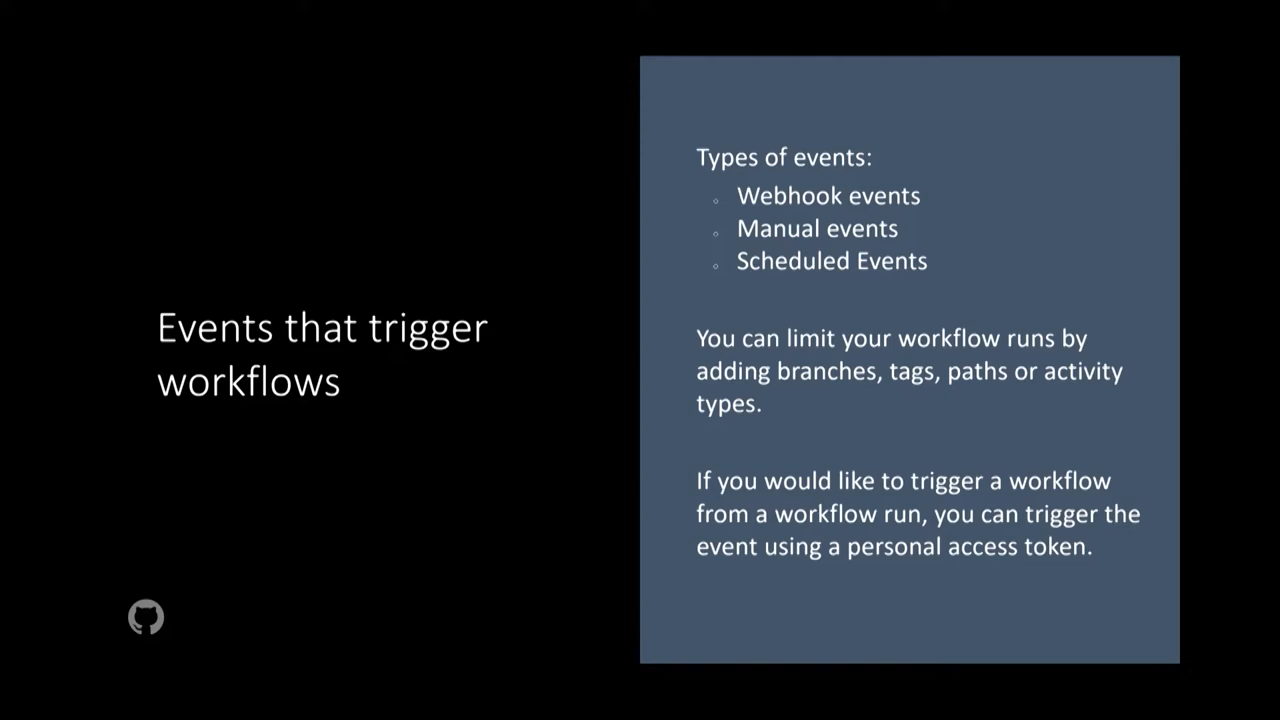 Events that trigger
workflows
Types of events:
Webhook events
Manual events
Scheduled Events
You can limit your workflow runs by
adding branches, tags, paths or activity
types.
If you would like to trigger a workflow
from a workflow run, you can trigger the
event using a personal access token.